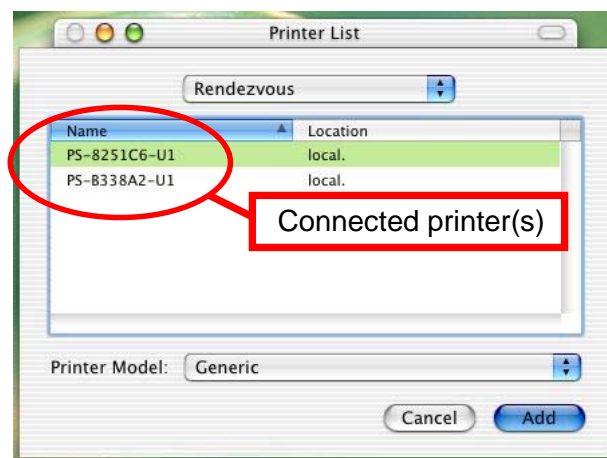 Printer List
Rendezvous
Name Location
PS-8251C6-U1 local.
PS-B338A2-U1 local.
Connected printer(s)
Printer Model: Generic
Cancel Add